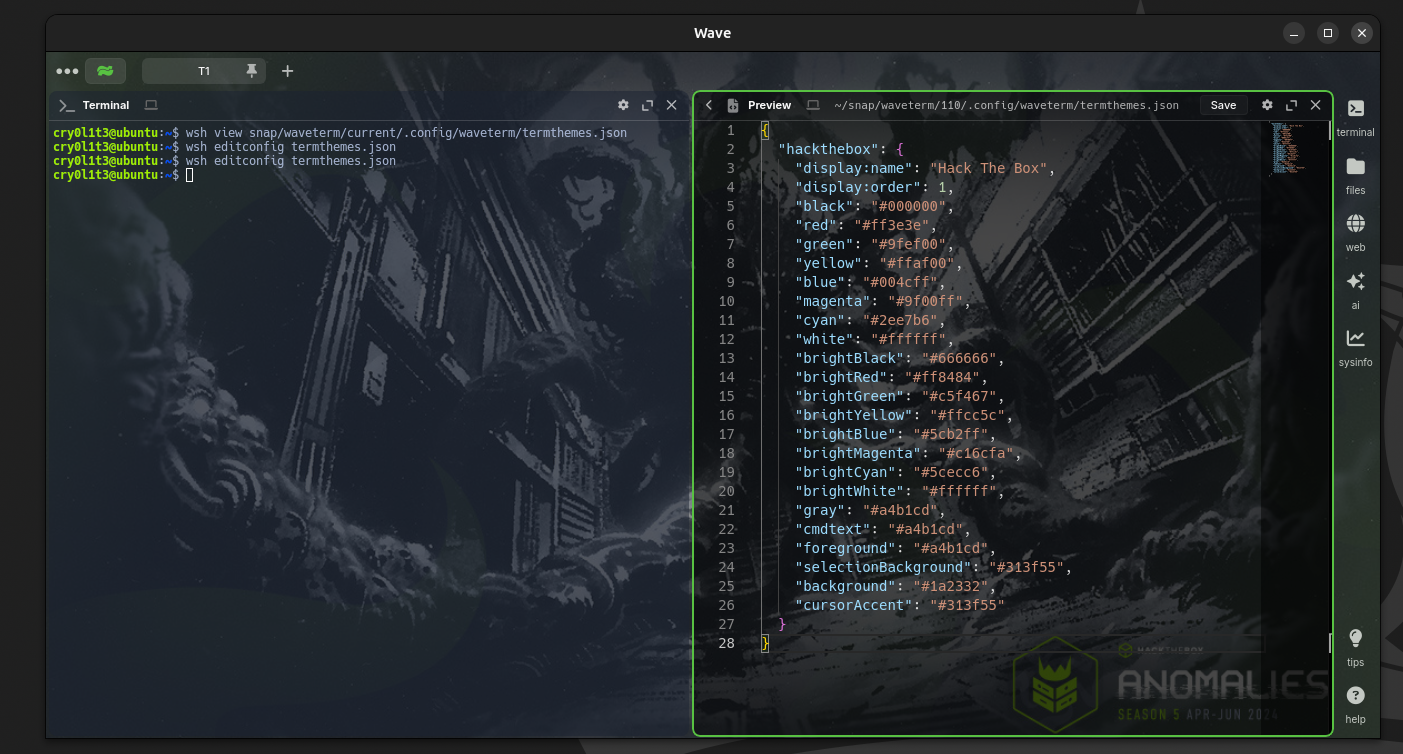 Wave
T1
Terminal
cry0l1t3@ubuntu:~$ wsh view snap/waveterm/current/.config/waveterm/termthemes.json
cry0l1t3@ubuntu:~$ wsh editconfig termthemes.json
cry0l1t3@ubuntu:~$ wsh editconfig termthemes.json
cry0l1t3@ubuntu:~$
Preview ~/snap/waveterm/110/.config/waveterm/termthemes.json Save
1 {
2 "hackthebox": {
3 "display:name": "Hack The Box",
4 "display:order": 1,
5 "black": "#000000",
6 "red": "#ff3e3e",
7 "green": "#9fef00",
8 "yellow": "#ffaf00",
9 "blue": "#004cff",
10 "magenta": "#9f00ff",
11 "cyan": "#2ee7b6",
12 "white": "#ffffff",
13 "brightBlack": "#666666",
14 "brightRed": "#ff8484",
15 "brightGreen": "#c5f467",
16 "brightYellow": "#ffcc5c",
17 "brightBlue": "#5cb2ff",
18 "brightMagenta": "#c16cfa",
19 "brightCyan": "#5cecc6",
20 "brightWhite": "#ffffff",
21 "gray": "#a4b1cd",
22 "cmdtext": "#a4b1cd",
23 "foreground": "#a4b1cd",
24 "selectionBackground": "#313f55",
25 "background": "#1a2332",
26 "cursorAccent": "#313f55"
27 }
28 }
HACKTHEBOX
ANOMALIES
SEASON 5 APR-JUN 2024
terminal
files
web
ai
sysinfo
tips
help